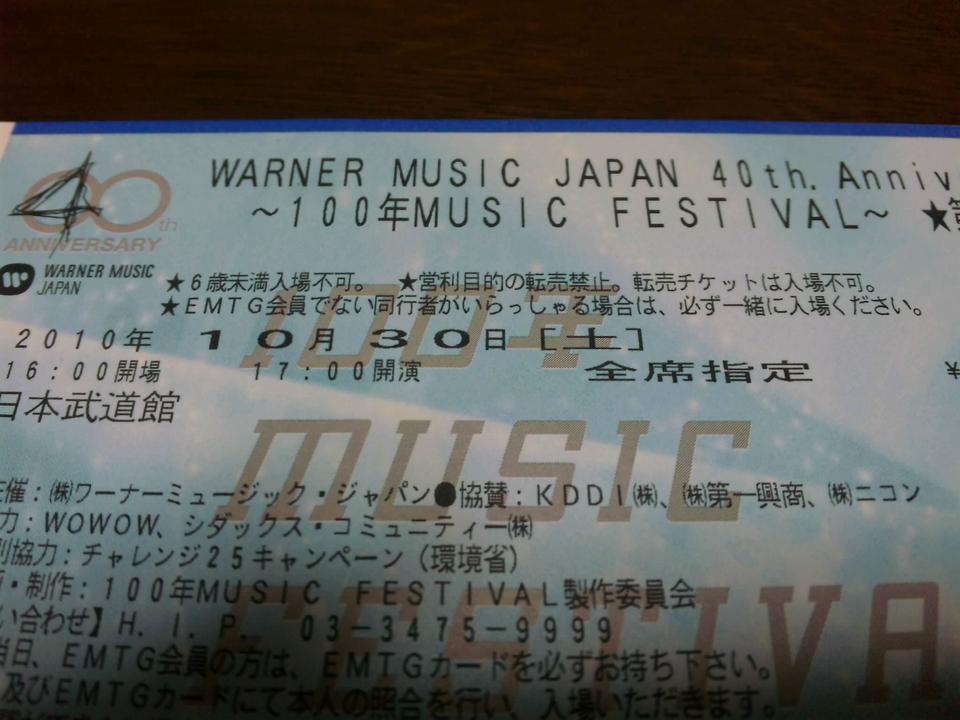 WARNER MUSIC JAPAN 40th. Anniv
～100年MUSIC FESTIVAL～ ★第
40th
ANNIVERSARY
WARNER MUSIC
JAPAN
★6歳未満入場不可。 ★営利目的の転売禁止。転売チケットは入場不可。
★EMTG会員でない同行者がいらっしゃる場合は、必ず一緒に入場ください。
2010年 10月30日[土]
16:00開場 17:00開演 全席指定 ¥
日本武道館
100年
MUSIC
FESTIVA
主催:㈱ワーナーミュージック・ジャパン●協賛:KDDI㈱、㈱第一興商、㈱ニコン
力:WOWOW、シダックス・コミュニティー㈱
別協力:チャレンジ25キャンペーン(環境省)
・制作:100年MUSIC FESTIVAL製作委員会
い合わせ】H.I.P. 03-3475-9999
当日、EMTG会員の方は、EMTGカードを必ずお持ち下さい。
及びEMTGカードにて本人の照合を行い、入場いただきます。